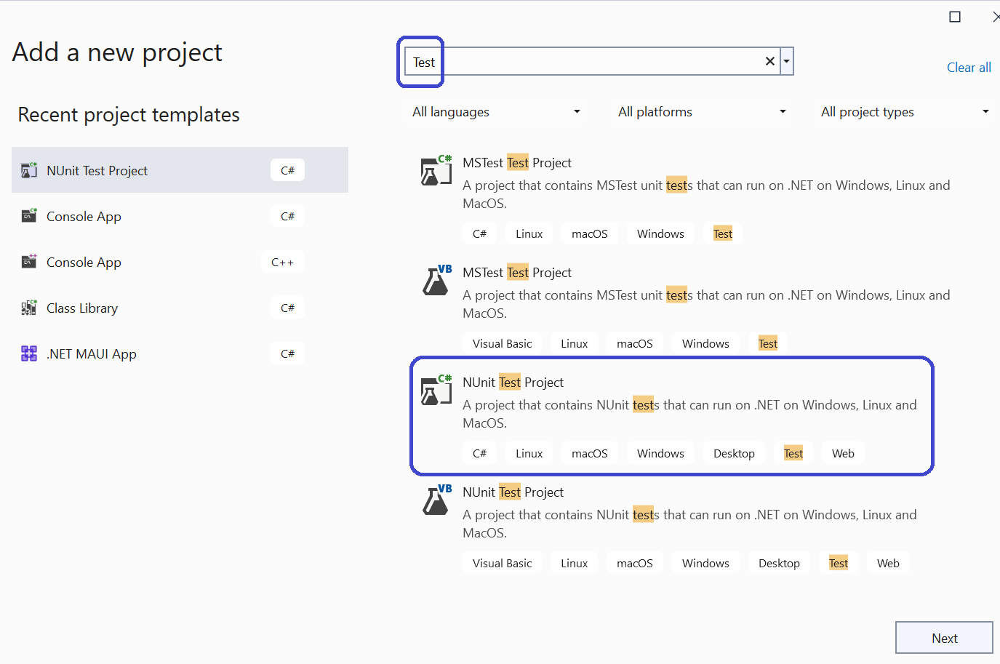 Add a new project
Test
Clear all
Recent project templates
All languages
All platforms
All project types
NUnit Test Project
C#
Console App
C#
Console App
C++
Class Library
C#
.NET MAUI App
C#
C#
MSTest Test Project
A project that contains MSTest unit tests that can run on .NET on Windows, Linux and
MacOS.
C# Linux macOS Windows Test
VB
MSTest Test Project
A project that contains MSTest unit tests that can run on .NET on Windows, Linux and
MacOS.
Visual Basic Linux macOS Windows Test
C#
NUnit Test Project
A project that contains NUnit tests that can run on .NET on Windows, Linux and
MacOS.
C# Linux macOS Windows Desktop Test Web
VB
NUnit Test Project
A project that contains NUnit tests that can run on .NET on Windows, Linux and
MacOS.
Visual Basic Linux macOS Windows Desktop Test Web
Next